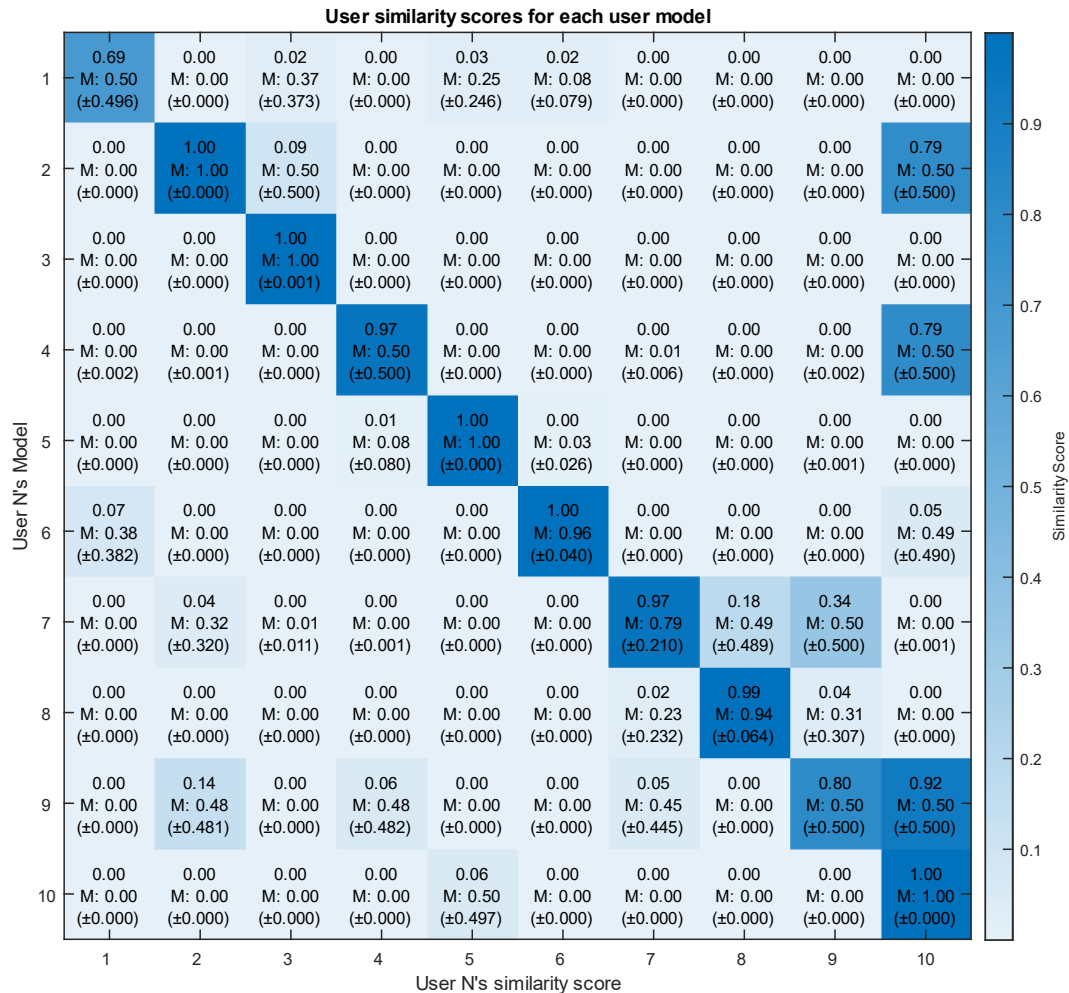 User similarity scores for each user model
0.69 0.00 0.02 0.00 0.03 0.02 0.00 0.00 0.00 0.00
1 M: 0.50 M: 0.00 M: 0.37 M: 0.00 M: 0.25 M: 0.08 M: 0.00 M: 0.00 M: 0.00 M: 0.00
(±0.496) (±0.000) (±0.373) (±0.000) (±0.246) (±0.079) (±0.000) (±0.000) (±0.000) (±0.000)
0.00 1.00 0.09 0.00 0.00 0.00 0.00 0.00 0.00 0.79
2 M: 0.00 M: 1.00 M: 0.50 M: 0.00 M: 0.00 M: 0.00 M: 0.00 M: 0.00 M: 0.00 M: 0.50
(±0.000) (±0.000) (±0.500) (±0.000) (±0.000) (±0.000) (±0.000) (±0.000) (±0.000) (±0.500)
0.00 0.00 1.00 0.00 0.00 0.00 0.00 0.00 0.00 0.00
3 M: 0.00 M: 0.00 M: 1.00 M: 0.00 M: 0.00 M: 0.00 M: 0.00 M: 0.00 M: 0.00 M: 0.00
(±0.000) (±0.000) (±0.001) (±0.000) (±0.000) (±0.000) (±0.000) (±0.000) (±0.000) (±0.000)
0.00 0.00 0.00 0.97 0.00 0.00 0.00 0.00 0.00 0.79
4 M: 0.00 M: 0.00 M: 0.00 M: 0.50 M: 0.00 M: 0.00 M: 0.01 M: 0.00 M: 0.00 M: 0.50
(±0.002) (±0.001) (±0.000) (±0.500) (±0.000) (±0.000) (±0.006) (±0.000) (±0.002) (±0.500)
0.00 0.00 0.00 0.01 1.00 0.00 0.00 0.00 0.00 0.00
5 M: 0.00 M: 0.00 M: 0.00 M: 0.08 M: 1.00 M: 0.03 M: 0.00 M: 0.00 M: 0.00 M: 0.00
(±0.000) (±0.000) (±0.000) (±0.080) (±0.000) (±0.026) (±0.000) (±0.000) (±0.001) (±0.000)
0.07 0.00 0.00 0.00 0.00 1.00 0.00 0.00 0.00 0.05
6 M: 0.38 M: 0.00 M: 0.00 M: 0.00 M: 0.00 M: 0.96 M: 0.00 M: 0.00 M: 0.00 M: 0.49
(±0.382) (±0.000) (±0.000) (±0.000) (±0.000) (±0.040) (±0.000) (±0.000) (±0.000) (±0.490)
0.00 0.04 0.00 0.00 0.00 0.00 0.97 0.18 0.34 0.00
7 M: 0.00 M: 0.32 M: 0.01 M: 0.00 M: 0.00 M: 0.00 M: 0.79 M: 0.49 M: 0.50 M: 0.00
(±0.000) (±0.320) (±0.011) (±0.001) (±0.000) (±0.000) (±0.210) (±0.489) (±0.500) (±0.001)
0.00 0.00 0.00 0.00 0.00 0.00 0.02 0.99 0.04 0.00
8 M: 0.00 M: 0.00 M: 0.00 M: 0.00 M: 0.00 M: 0.00 M: 0.23 M: 0.94 M: 0.31 M: 0.00
(±0.000) (±0.000) (±0.000) (±0.000) (±0.000) (±0.000) (±0.232) (±0.064) (±0.307) (±0.000)
0.00 0.14 0.00 0.06 0.00 0.00 0.05 0.00 0.80 0.92
9 M: 0.00 M: 0.48 M: 0.00 M: 0.48 M: 0.00 M: 0.00 M: 0.45 M: 0.00 M: 0.50 M: 0.50
(±0.000) (±0.481) (±0.000) (±0.482) (±0.000) (±0.000) (±0.445) (±0.000) (±0.500) (±0.500)
0.00 0.00 0.00 0.00 0.06 0.00 0.00 0.00 0.00 1.00
10 M: 0.00 M: 0.00 M: 0.00 M: 0.00 M: 0.50 M: 0.00 M: 0.00 M: 0.00 M: 0.00 M: 1.00
(±0.000) (±0.000) (±0.000) (±0.000) (±0.497) (±0.000) (±0.000) (±0.000) (±0.000) (±0.000)
1 2 3 4 5 6 7 8 9 10
User N's similarity score
User N's Model
0.9
0.8
0.7
0.6
0.5
0.4
0.3
0.2
0.1
Similarity Score